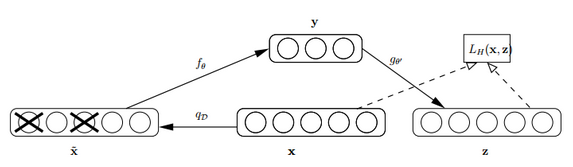 y
L_H(x, z)
f_θ
g_θ'
q_D
x̃
x
z